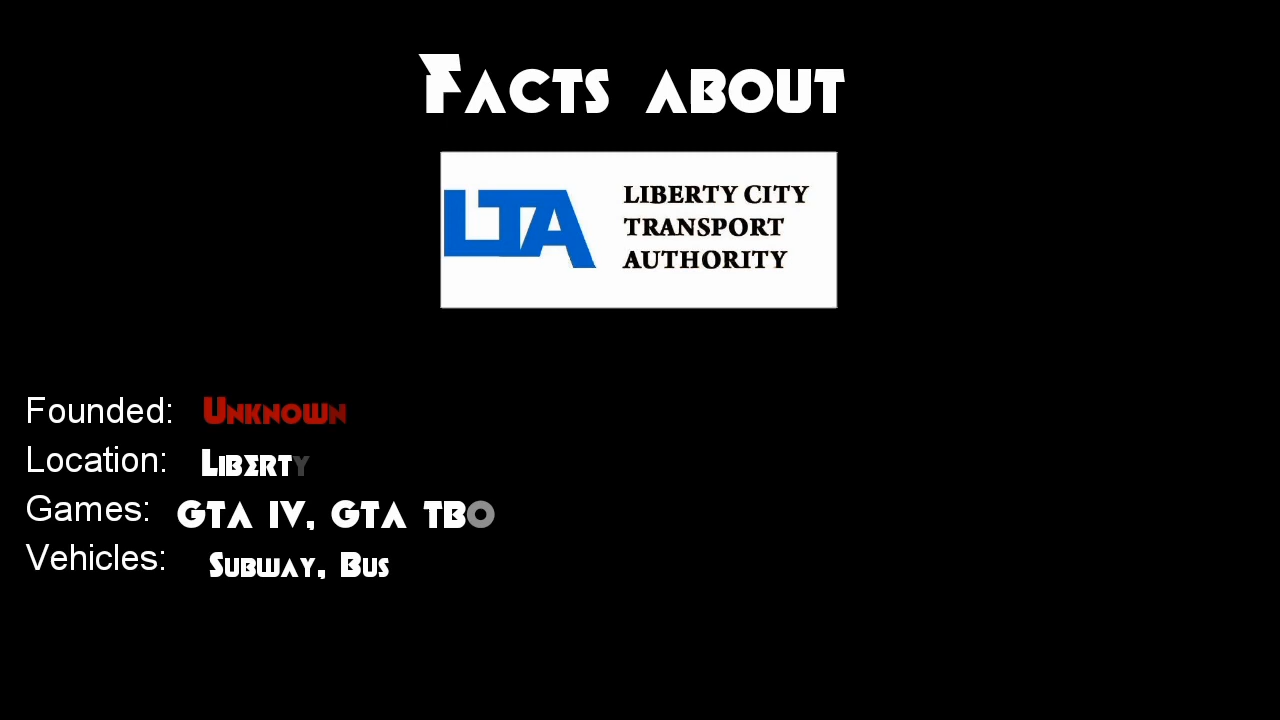 Facts about
LTA
LIBERTY CITY
TRANSPORT
AUTHORITY
Founded: Unknown
Location: Liberty
Games: GTA IV, GTA TBO
Vehicles: Subway, Bus